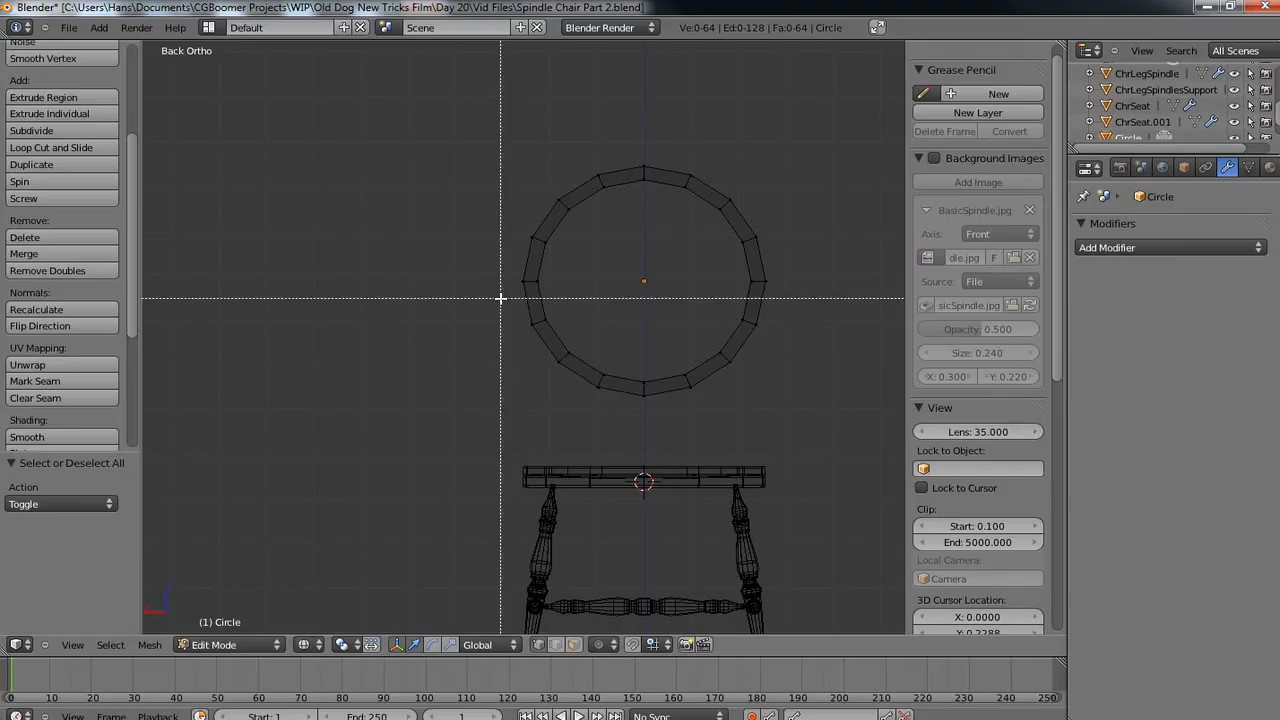 Blender* [C:\Users\Hans\Documents\CGBoomer Projects\WIP\Old Dog New Tricks Film\Day 20\Vid Files\Spindle Chair Part 2.blend]
File Add Render Help Default Scene Blender Render Ve:0-64 | Ed:0-128 | Fa:0-64 | Circle View Search All Scenes
Back Ortho
Smooth Vertex
Add:
Extrude Region
Extrude Individual
Subdivide
Loop Cut and Slide
Duplicate
Spin
Screw
Remove:
Delete
Merge
Remove Doubles
Normals:
Recalculate
Flip Direction
UV Mapping:
Unwrap
Mark Seam
Clear Seam
Shading:
Smooth
Select or Deselect All
Action
Toggle
(1) Circle
Grease Pencil
New
New Layer
Delete Frame Convert
Background Images
Add Image
BasicSpindle.jpg
Axis: Front
dle.jpg F
Source: File
sicSpindle.jpg
Opacity: 0.500
Size: 0.240
X: 0.300 Y: 0.220
View
Lens: 35.000
Lock to Object:
Lock to Cursor
Clip:
Start: 0.100
End: 5000.000
Local Camera:
Camera
3D Cursor Location:
X: 0.0000
Y: 0.2288
ChrLegSpindle
ChrLegSpindlesSupport
ChrSeat
ChrSeat.001
Circle
Circle
Modifiers
Add Modifier
View Select Mesh Edit Mode Global
0 10 20 30 40 50 60 70 80 90 100 110 120 130 140 150 160 170 180 190 200 210 220 230 240 250
View Frame Playback Start: 1 End: 250 1 No Sync